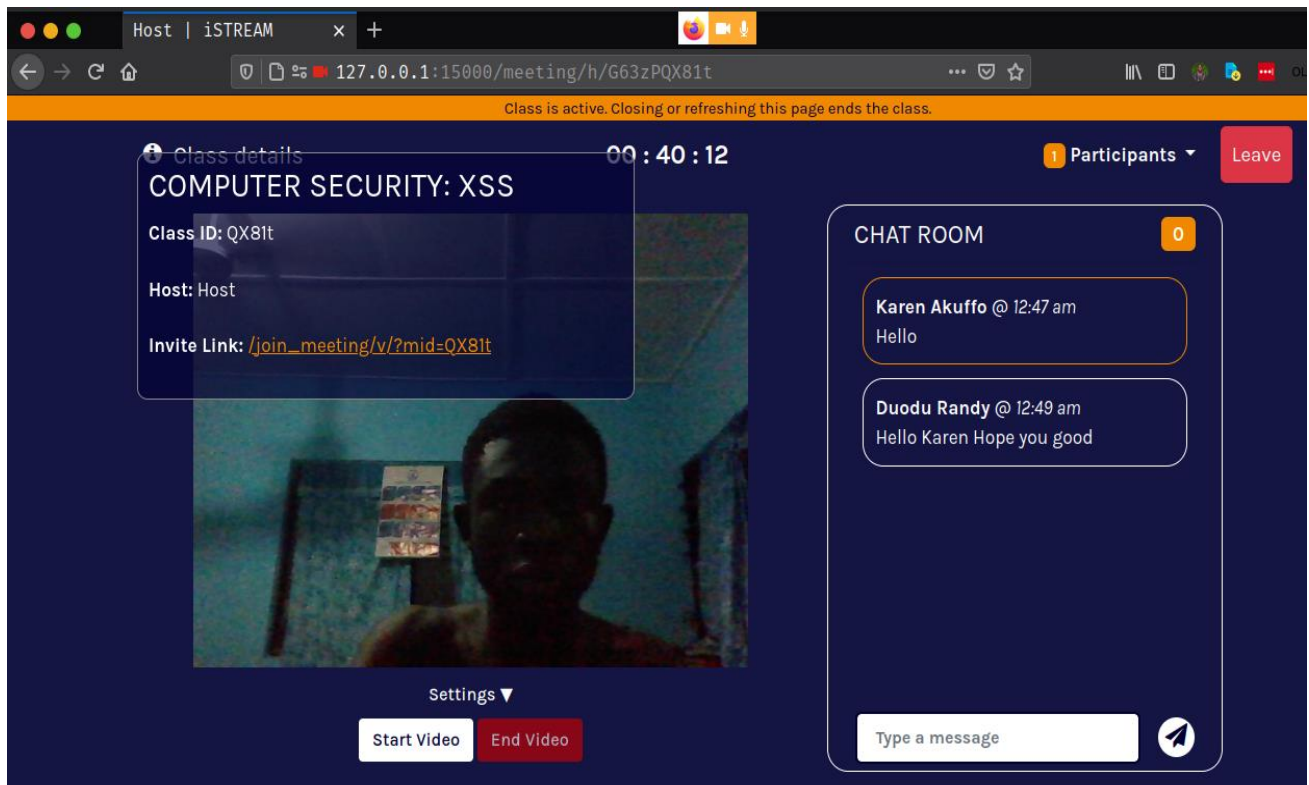 Host | iSTREAM
127.0.0.1:15000/meeting/h/G63zPQX81t
Class is active. Closing or refreshing this page ends the class.
Class details
00 : 40 : 12
1 Participants
Leave
COMPUTER SECURITY: XSS
Class ID: QX81t
Host: Host
Invite Link: /join_meeting/v/?mid=QX81t
CHAT ROOM
0
Karen Akuffo @ 12:47 am
Hello
Duodu Randy @ 12:49 am
Hello Karen Hope you good
Settings
Start Video
End Video
Type a message